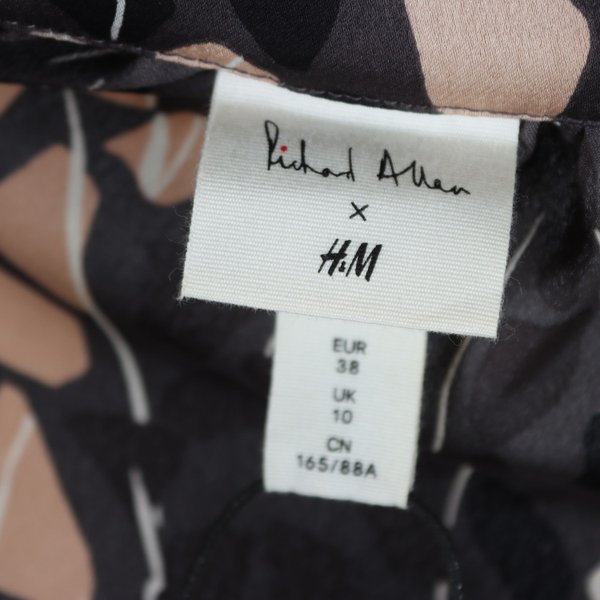 Richard Allan
×
H&M
EUR
38
UK
10
CN
165/88A